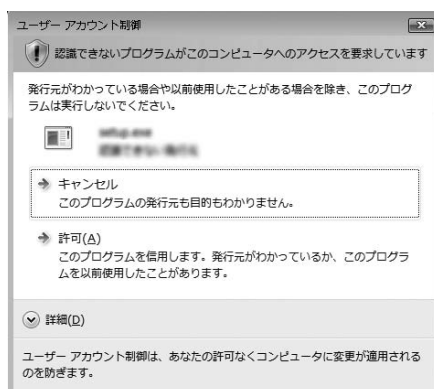 ユーザー アカウント制御
認識できないプログラムがこのコンピュータへのアクセスを要求しています
発行元がわかっている場合や以前使用したことがある場合を除き、このプログ
ラムは実行しないでください。
setup.exe
認識できない発行元
キャンセル
このプログラムの発行元も目的もわかりません。
許可(A)
このプログラムを信用します。発行元がわかっているか、このプログラ
ムを以前使用したことがあります。
詳細(D)
ユーザー アカウント制御は、あなたの許可なくコンピュータに変更が適用される
のを防ぎます。